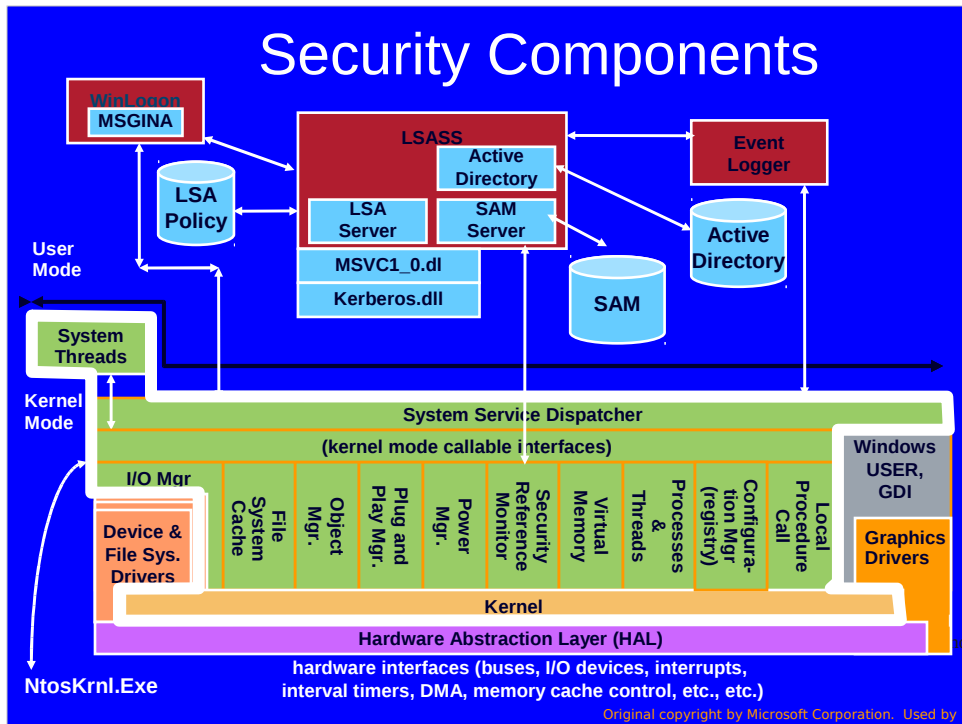 Security Components
WinLogon
MSGINA
LSASS
Active
Directory
LSA
Server
SAM
Server
MSVC1_0.dl
Kerberos.dll
Event
Logger
LSA
Policy
Active
Directory
SAM
User
Mode
System
Threads
Kernel
Mode
System Service Dispatcher
(kernel mode callable interfaces)
I/O Mgr
Device &
File Sys.
Drivers
File
System
Cache
Object
Mgr.
Plug and
Play Mgr.
Power
Mgr.
Security
Reference
Monitor
Virtual
Memory
Processes
&
Threads
Configura-
tion Mgr
(registry)
Local
Procedure
Call
Windows
USER,
GDI
Graphics
Drivers
Kernel
Hardware Abstraction Layer (HAL)
hardware interfaces (buses, I/O devices, interrupts,
interval timers, DMA, memory cache control, etc., etc.)
NtosKrnl.Exe
Original copyright by Microsoft Corporation. Used by